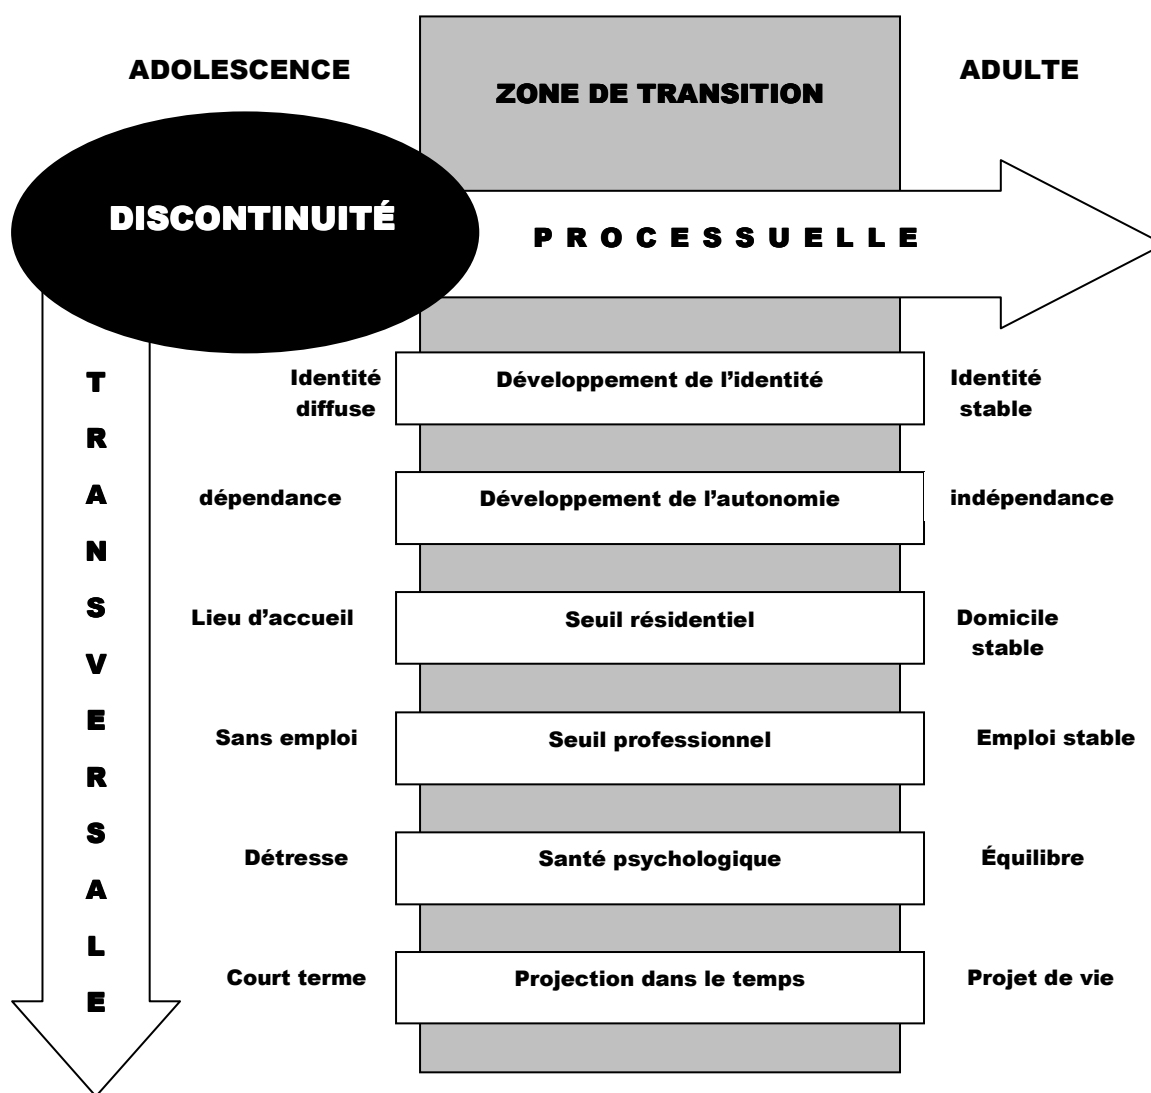 ADOLESCENCE
ZONE DE TRANSITION
ADULTE
DISCONTINUITÉ
P R O C E S S U E L L E
T
R
A
N
S
V
E
R
S
A
L
E
Identité
diffuse
Développement de l’identité
Identité
stable
dépendance
Développement de l’autonomie
indépendance
Lieu d’accueil
Seuil résidentiel
Domicile
stable
Sans emploi
Seuil professionnel
Emploi stable
Détresse
Santé psychologique
Équilibre
Court terme
Projection dans le temps
Projet de vie